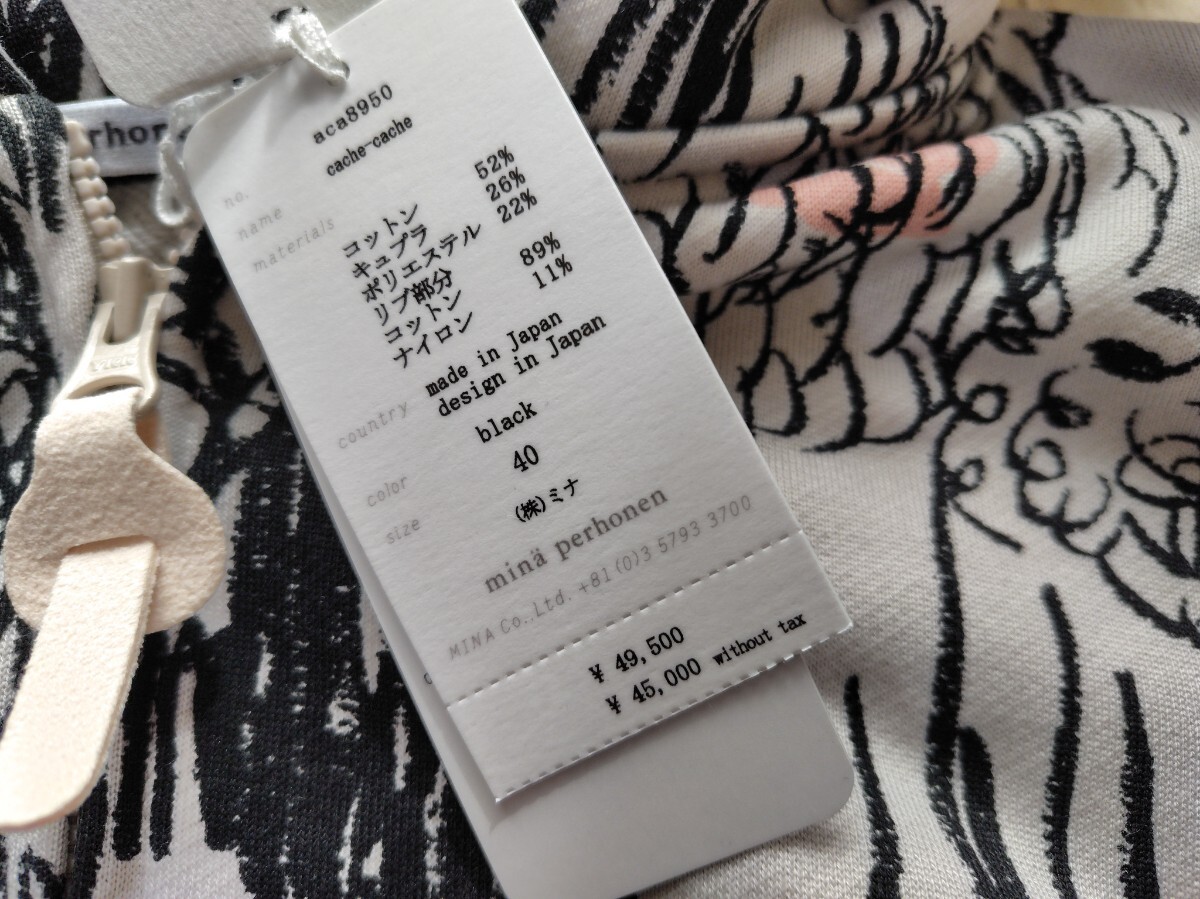 rhon
no. aca8950
name cache-cache
materials
コットン 52%
キュプラ 26%
ポリエステル 22%
リブ部分
コットン 89%
ナイロン 11%
country made in Japan
design in Japan
color black
size 40
(株)ミナ
minä perhonen
MINA Co.,Ltd. +81(0)3 5793 3700
¥ 49,500
¥ 45,000 without tax